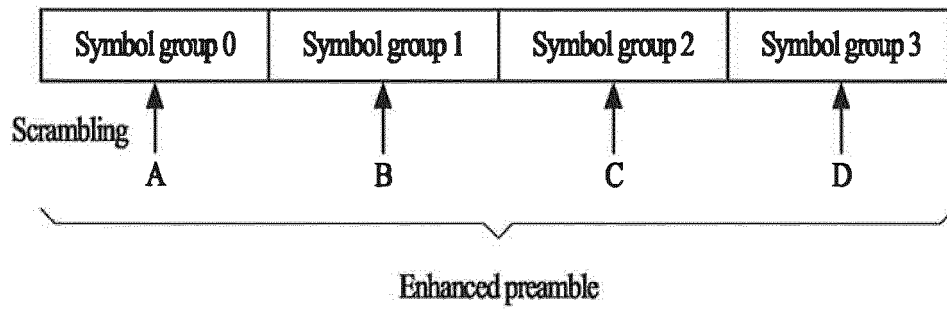 Symbol group 0 Symbol group 1 Symbol group 2 Symbol group 3
Scrambling
A B C D
Enhanced preamble